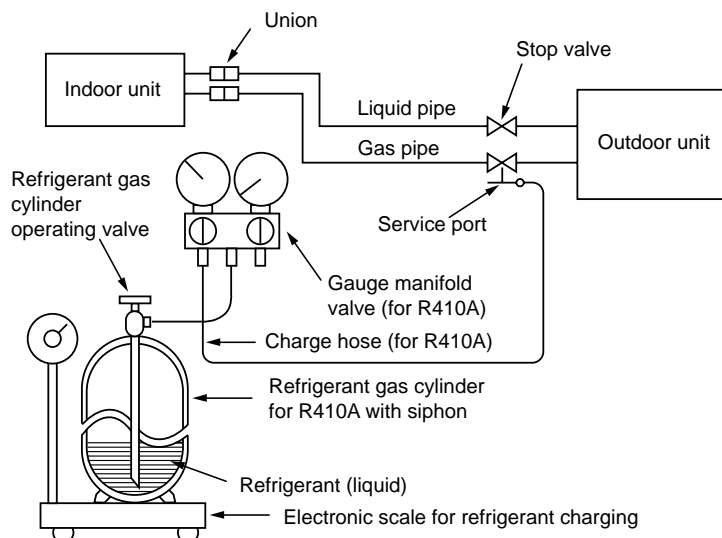 Union
Stop valve
Indoor unit
Liquid pipe
Gas pipe
Outdoor unit
Refrigerant gas
cylinder
operating valve
Service port
Gauge manifold
valve (for R410A)
Charge hose (for R410A)
Refrigerant gas cylinder
for R410A with siphon
Refrigerant (liquid)
Electronic scale for refrigerant charging